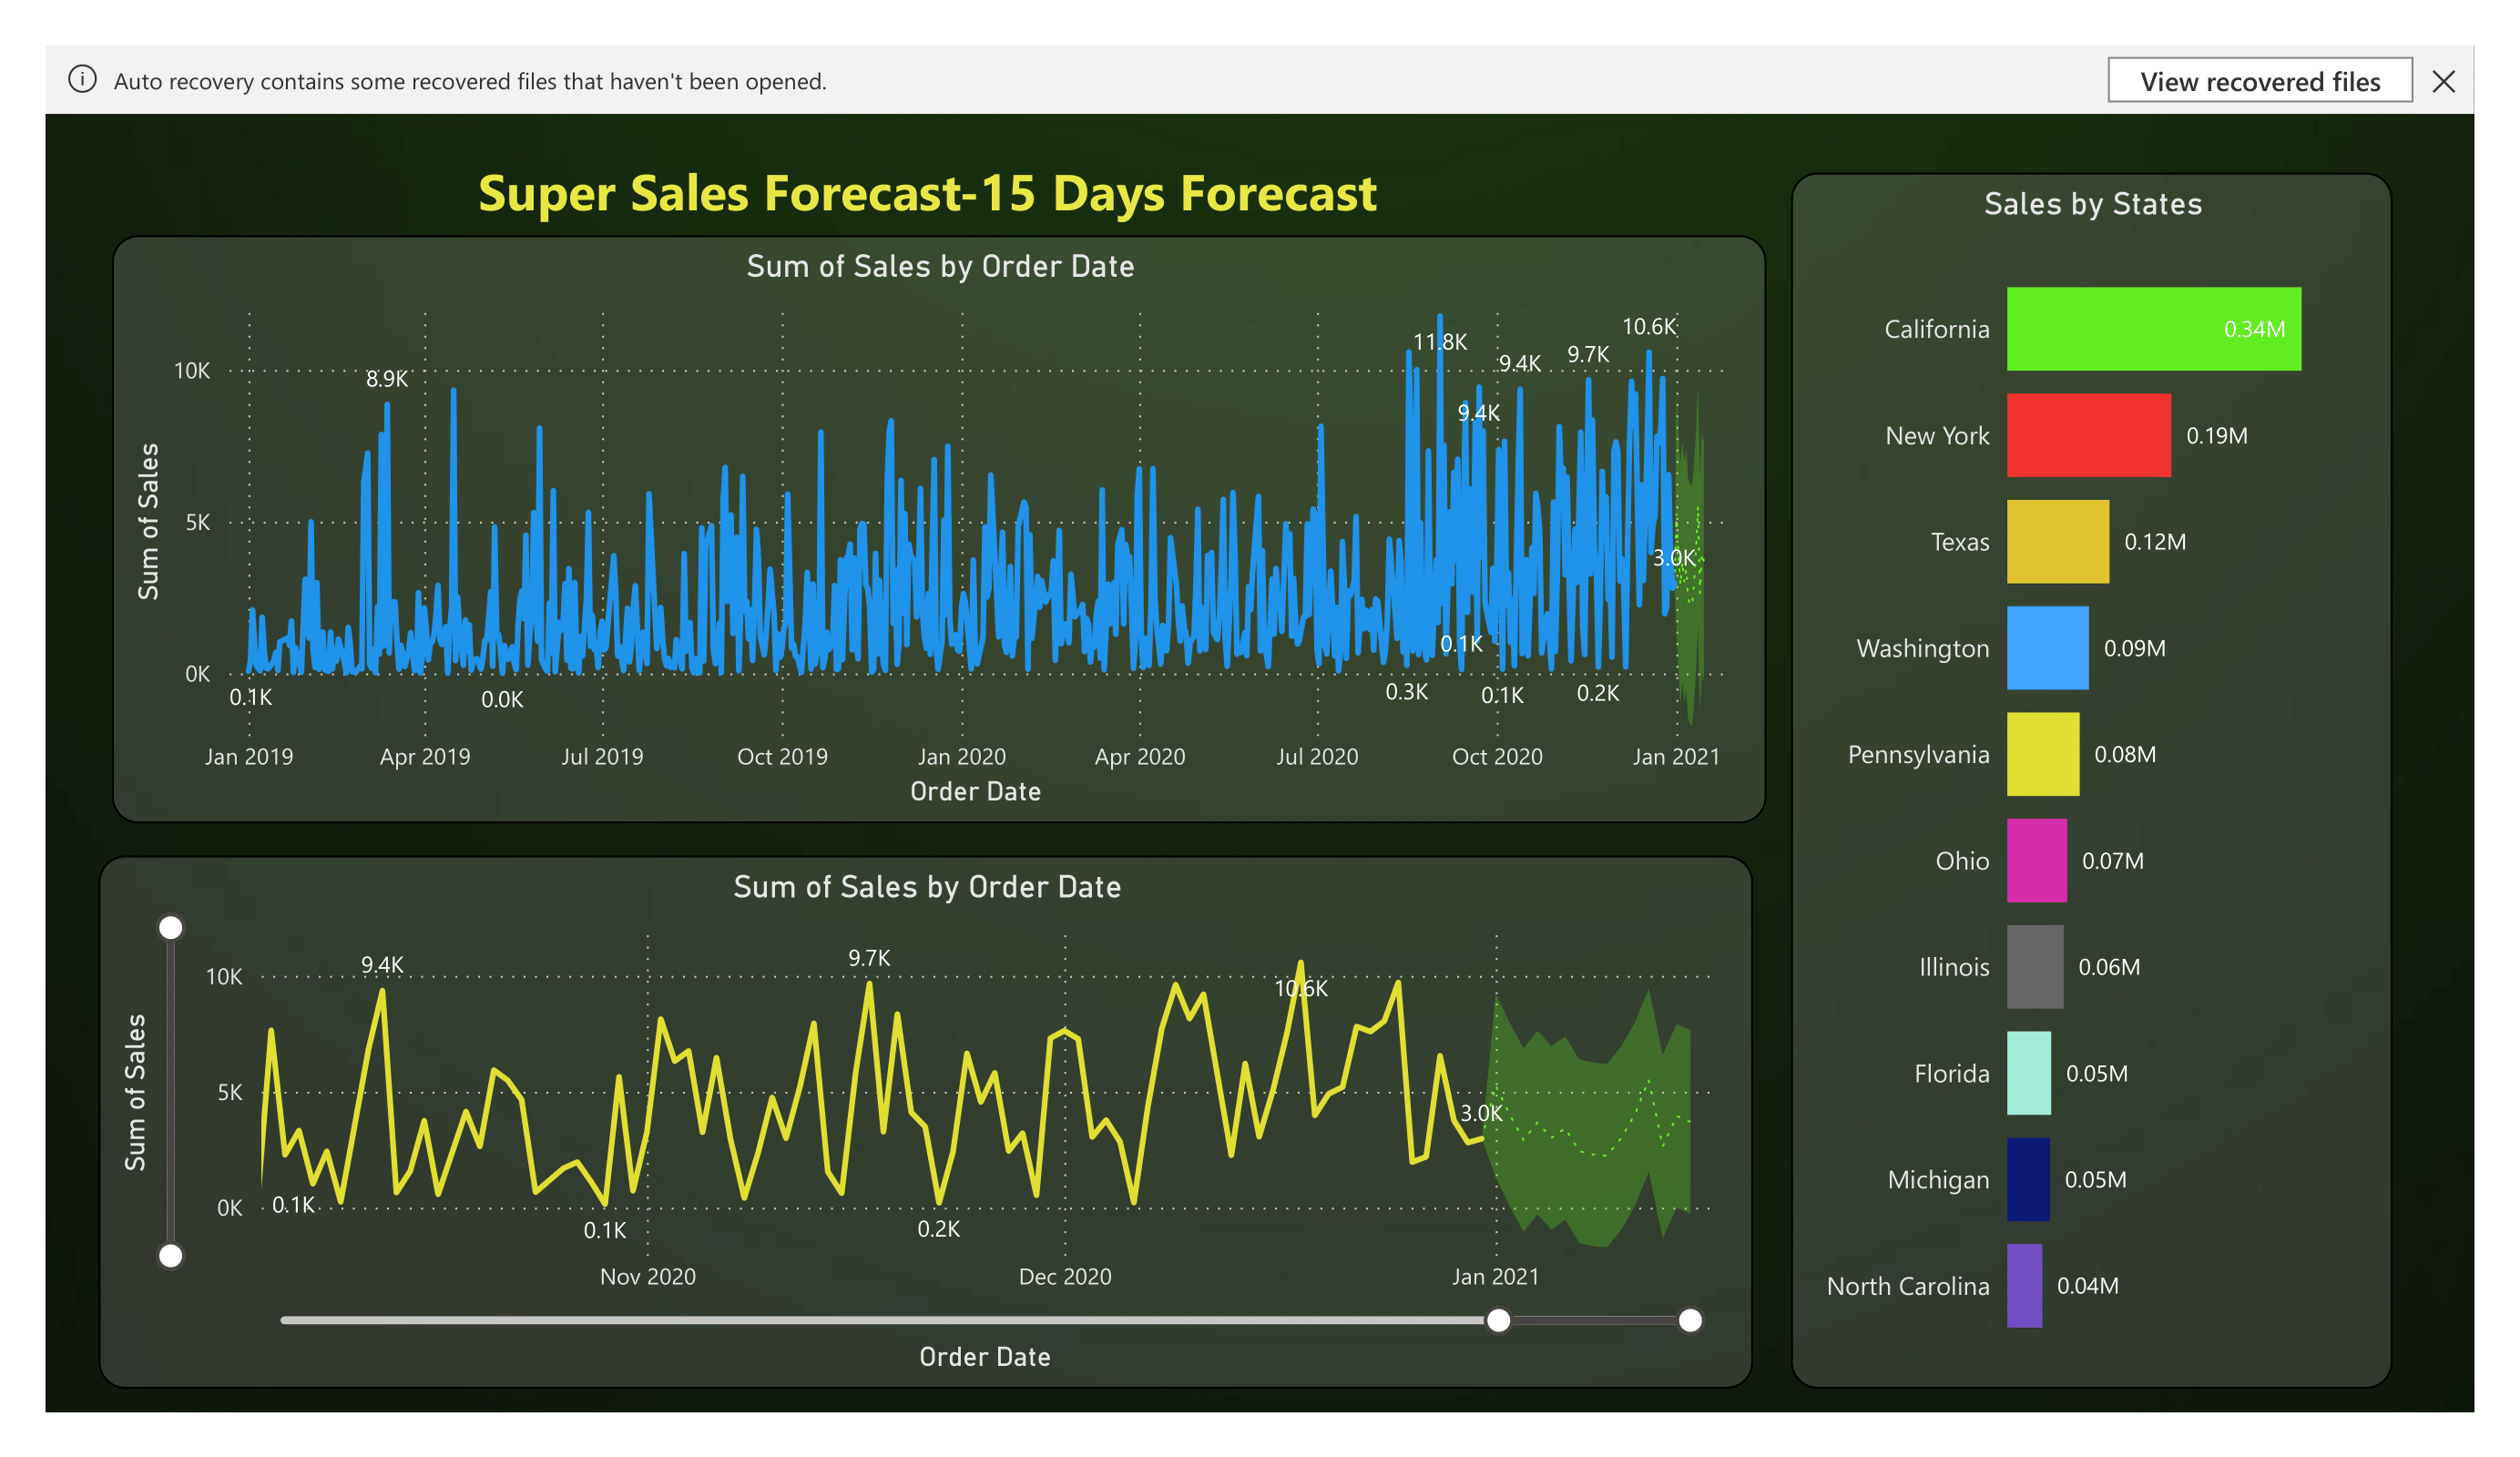 Auto recovery contains some recovered files that haven't been opened.
View recovered files
Super Sales Forecast-15 Days Forecast
Sum of Sales by Order Date
Sum of Sales
10K
5K
0K
8.9K
11.8K
9.4K
9.7K
10.6K
9.4K
3.0K
0.1K
0.1K
0.0K
0.3K
0.1K
0.2K
Jan 2019
Apr 2019
Jul 2019
Oct 2019
Jan 2020
Apr 2020
Jul 2020
Oct 2020
Jan 2021
Order Date
Sum of Sales by Order Date
Sum of Sales
10K
5K
0K
9.4K
9.7K
10.6K
3.0K
0.1K
0.1K
0.2K
Nov 2020
Dec 2020
Jan 2021
Order Date
Sales by States
California 0.34M
New York 0.19M
Texas 0.12M
Washington 0.09M
Pennsylvania 0.08M
Ohio 0.07M
Illinois 0.06M
Florida 0.05M
Michigan 0.05M
North Carolina 0.04M